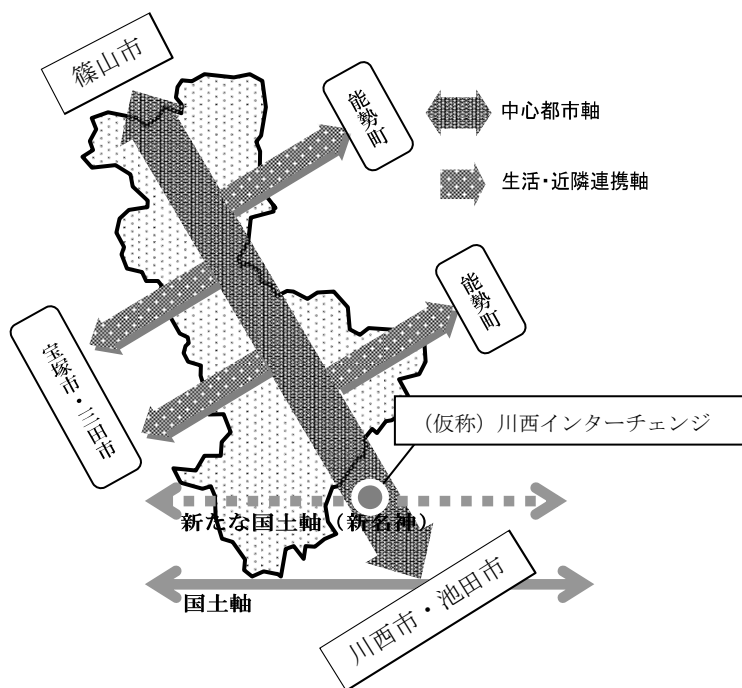 篠山市
能勢町
中心都市軸
生活・近隣連携軸
能勢町
宝塚市・三田市
（仮称）川西インターチェンジ
新たな国土軸（新名神）
国土軸
川西市・池田市